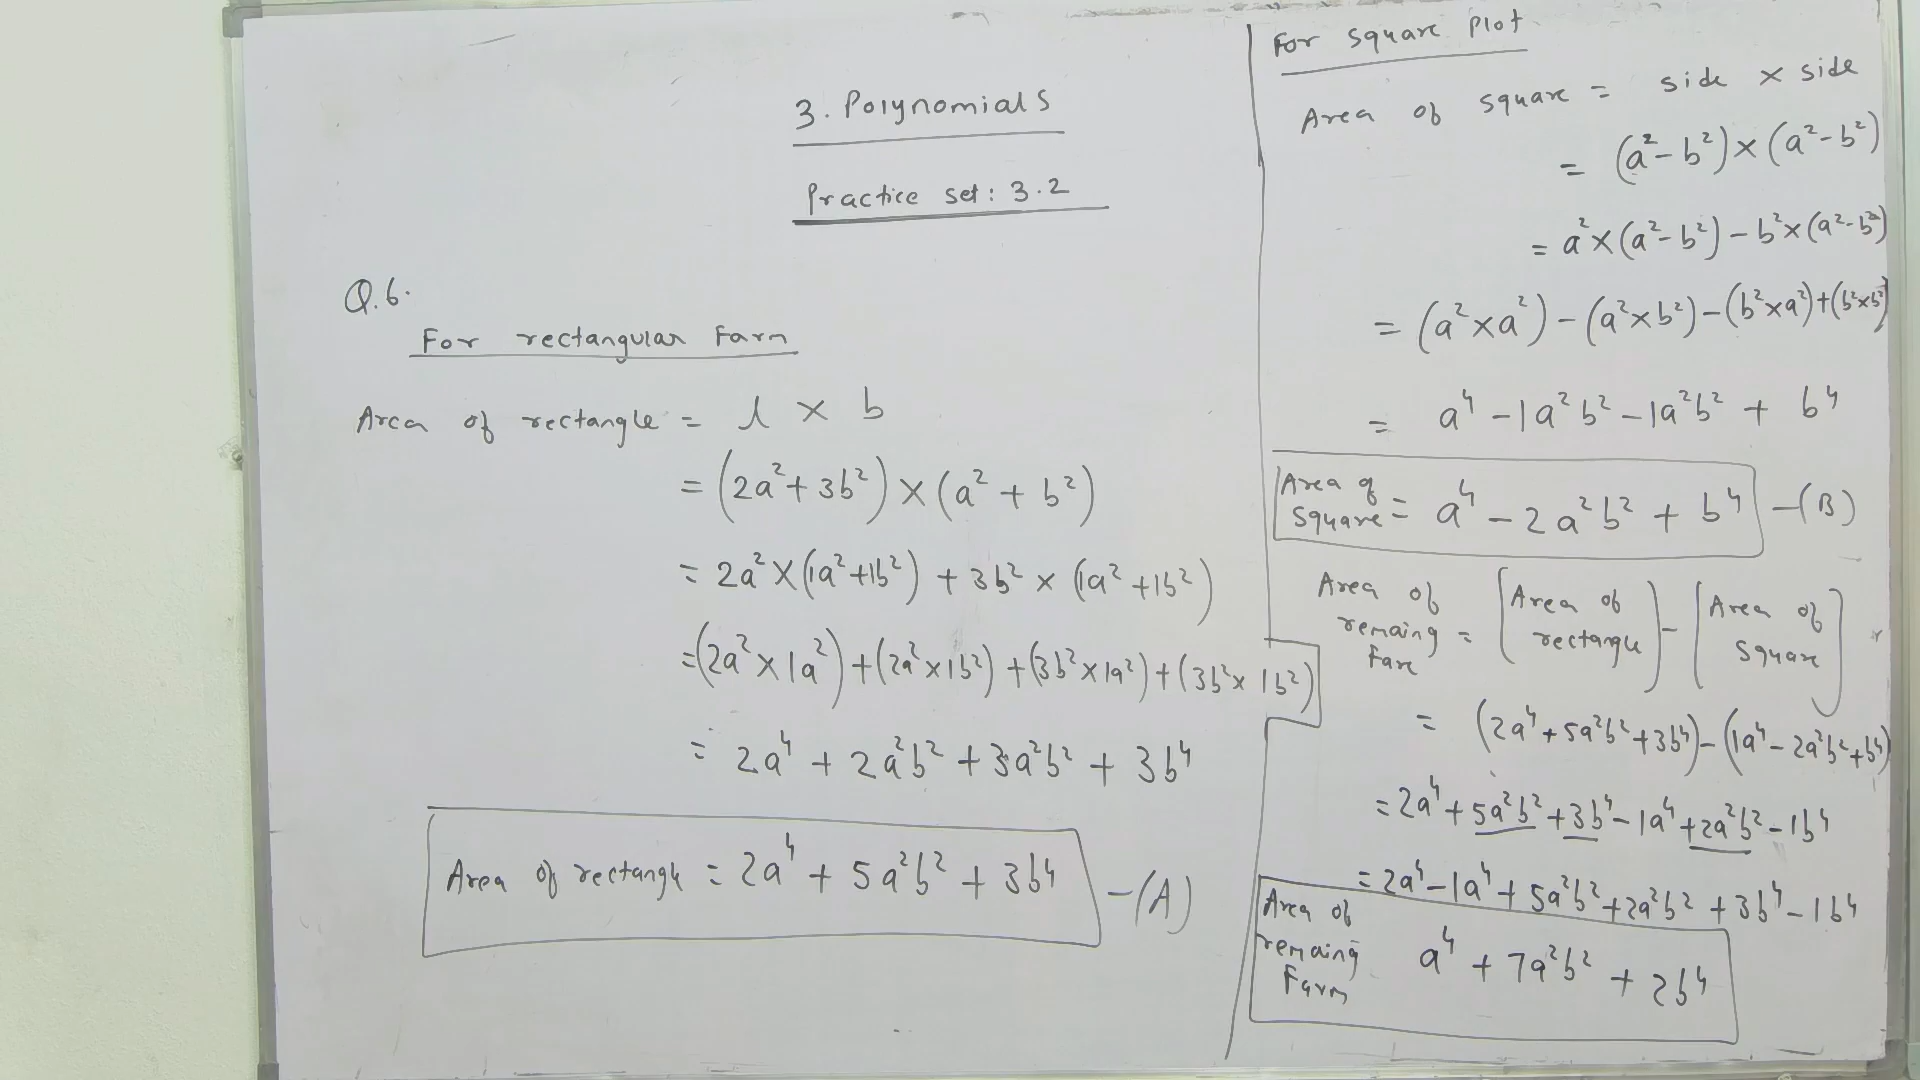 3. Polynomials
Practice set: 3.2
Q.6.
For rectangular Farm
Area of rectangle = l × b
= (2a² + 3b²) × (a² + b²)
= 2a² × (1a² + 1b²) + 3b² × (1a² + 1b²)
= (2a² × 1a²) + (2a² × 1b²) + (3b² × 1a²) + (3b² × 1b²)
= 2a⁴ + 2a²b² + 3a²b² + 3b⁴
Area of rectangle = 2a⁴ + 5a²b² + 3b⁴ — (A)
For square plot
Area of square = side × side
= (a² - b²) × (a² - b²)
= a² × (a² - b²) - b² × (a² - b²)
= (a² × a²) - (a² × b²) - (b² × a²) + (b² × b²)
= a⁴ - 1a²b² - 1a²b² + b⁴
Area of Square = a⁴ - 2a²b² + b⁴ — (B)
Area of remaing Fare = [Area of rectangle] - [Area of Square]
= (2a⁴ + 5a²b² + 3b⁴) - (1a⁴ - 2a²b² + b⁴)
= 2a⁴ + 5a²b² + 3b⁴ - 1a⁴ + 2a²b² - 1b⁴
= 2a⁴ - 1a⁴ + 5a²b² + 2a²b² + 3b⁴ - 1b⁴
Area of remaing Farm a⁴ + 7a²b² + 2b⁴